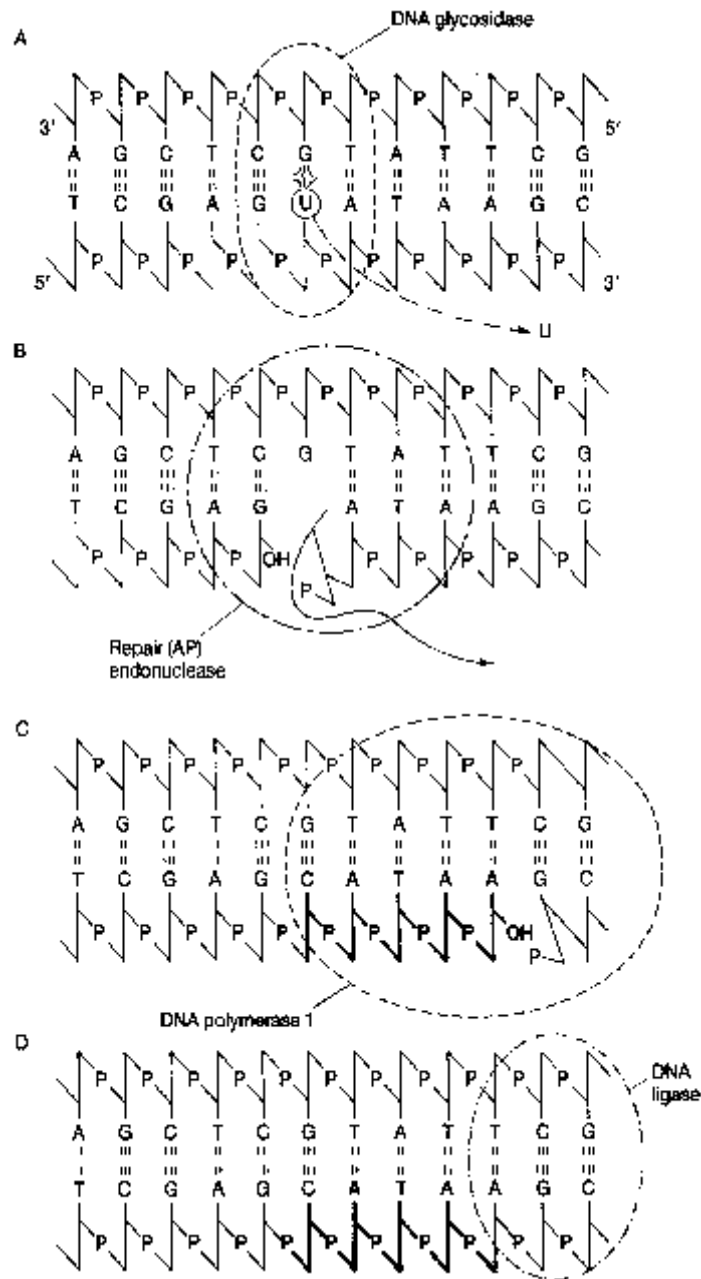 DNA glycosidase
A
P P P P P P P P P P P
3' 5'
A G C T C G T A T T C G
T C G A G U A T A A G C
P P P P P P P P P P P
5' 3'
U
B
P P P P P P P P P P P
A G C T C G T A T T C G
T C G A G A T A A G C
P P P P OH P P P P P
P
Repair (AP)
endonuclease
C
P P P P P P P P P P P
A G C T C G T A T T C G
T C G A G C A T A A G C
P P P P P P P P P OH
P
DNA polymerase 1
D
P P P P P P P P P P P
DNA
ligase
A G C T C G T A T T C G
T C G A G C A T A A G C
P P P P P P P P P P P